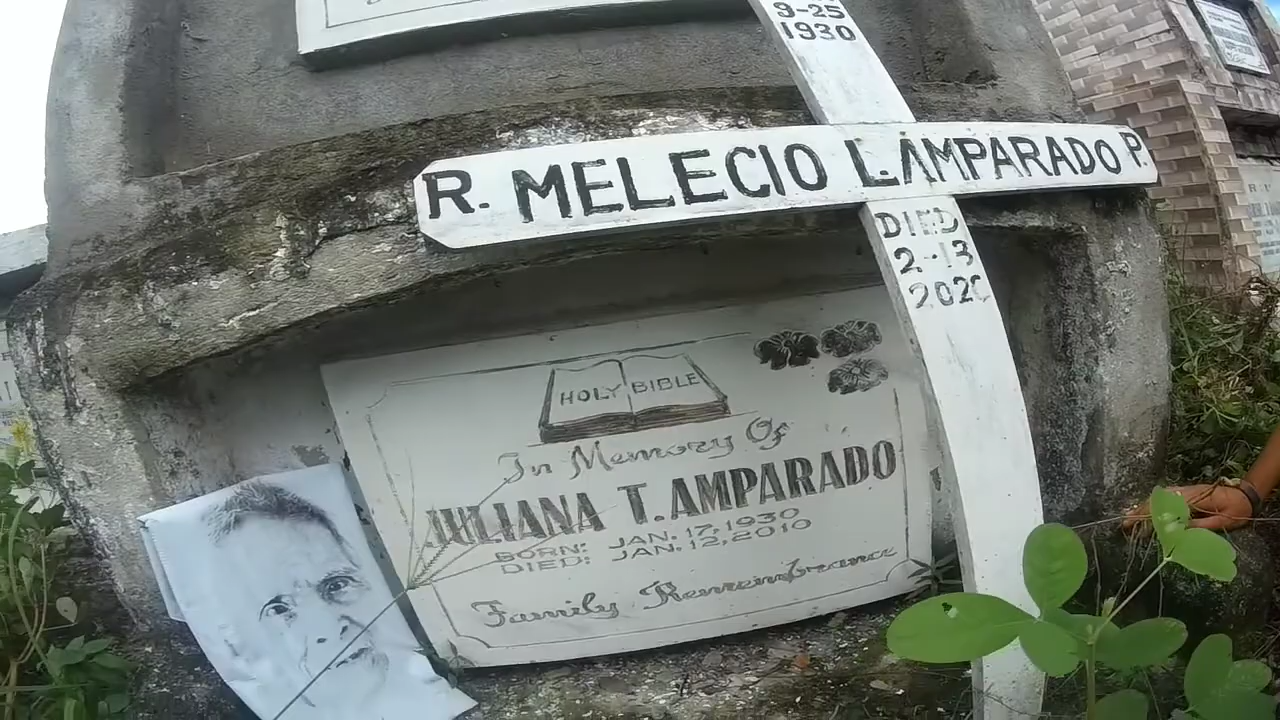 9-25
1930
R. MELECIO L. AMPARADO P.
DIED
2-13
2020
HOLY BIBLE
In Memory Of
JULIANA T. AMPARADO
BORN: JAN. 17, 1930
DIED: JAN. 12, 2010
Family Remembrance